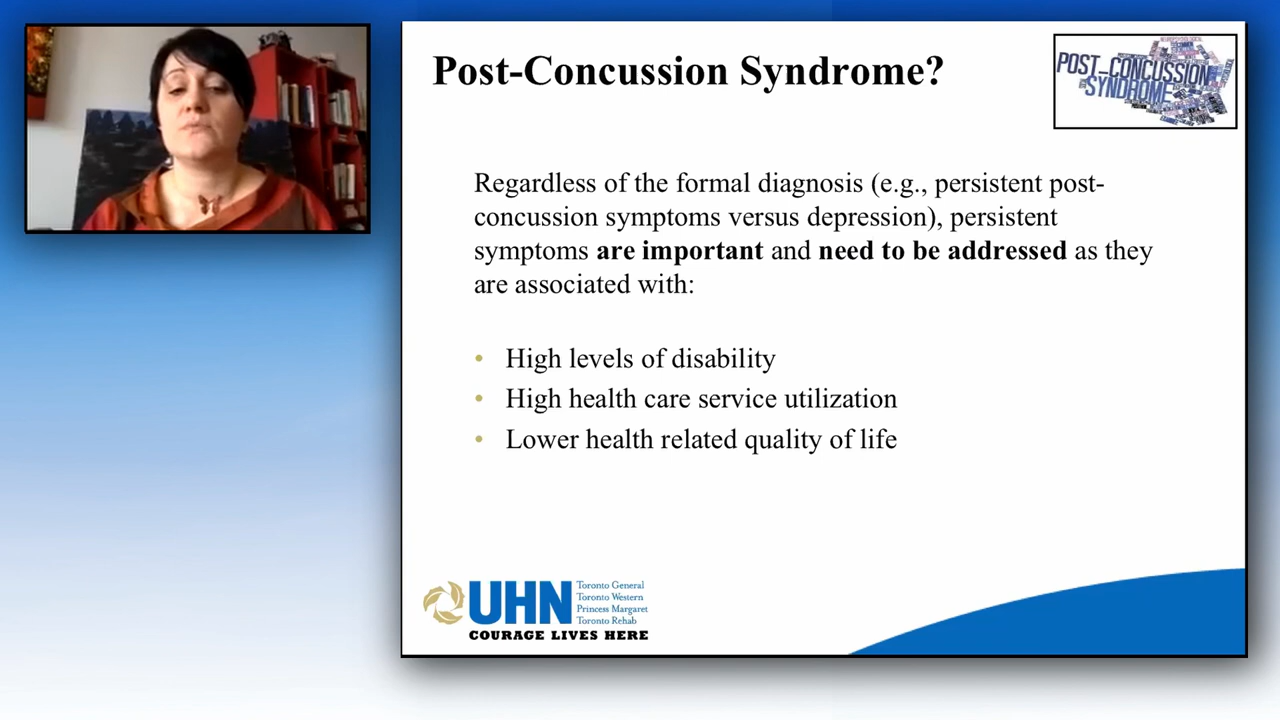 Post-Concussion Syndrome?
POST-CONCUSSION
SYNDROME
Regardless of the formal diagnosis (e.g., persistent post-
concussion symptoms versus depression), persistent
symptoms are important and need to be addressed as they
are associated with:
• High levels of disability
• High health care service utilization
• Lower health related quality of life
UHN
Toronto General
Toronto Western
Princess Margaret
Toronto Rehab
COURAGE LIVES HERE